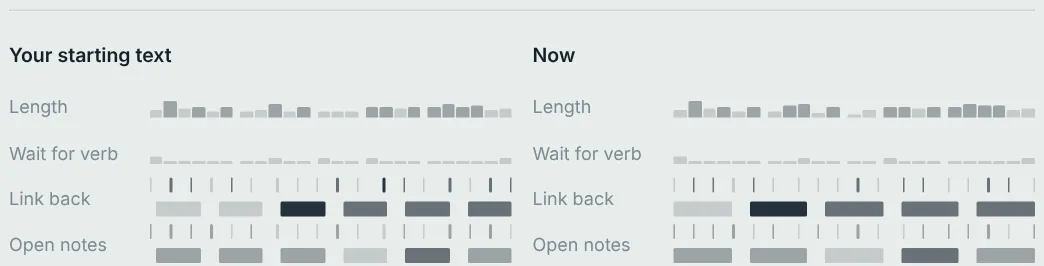 Your starting text
Now
Length
Length
Wait for verb
Wait for verb
Link back
Link back
Open notes
Open notes